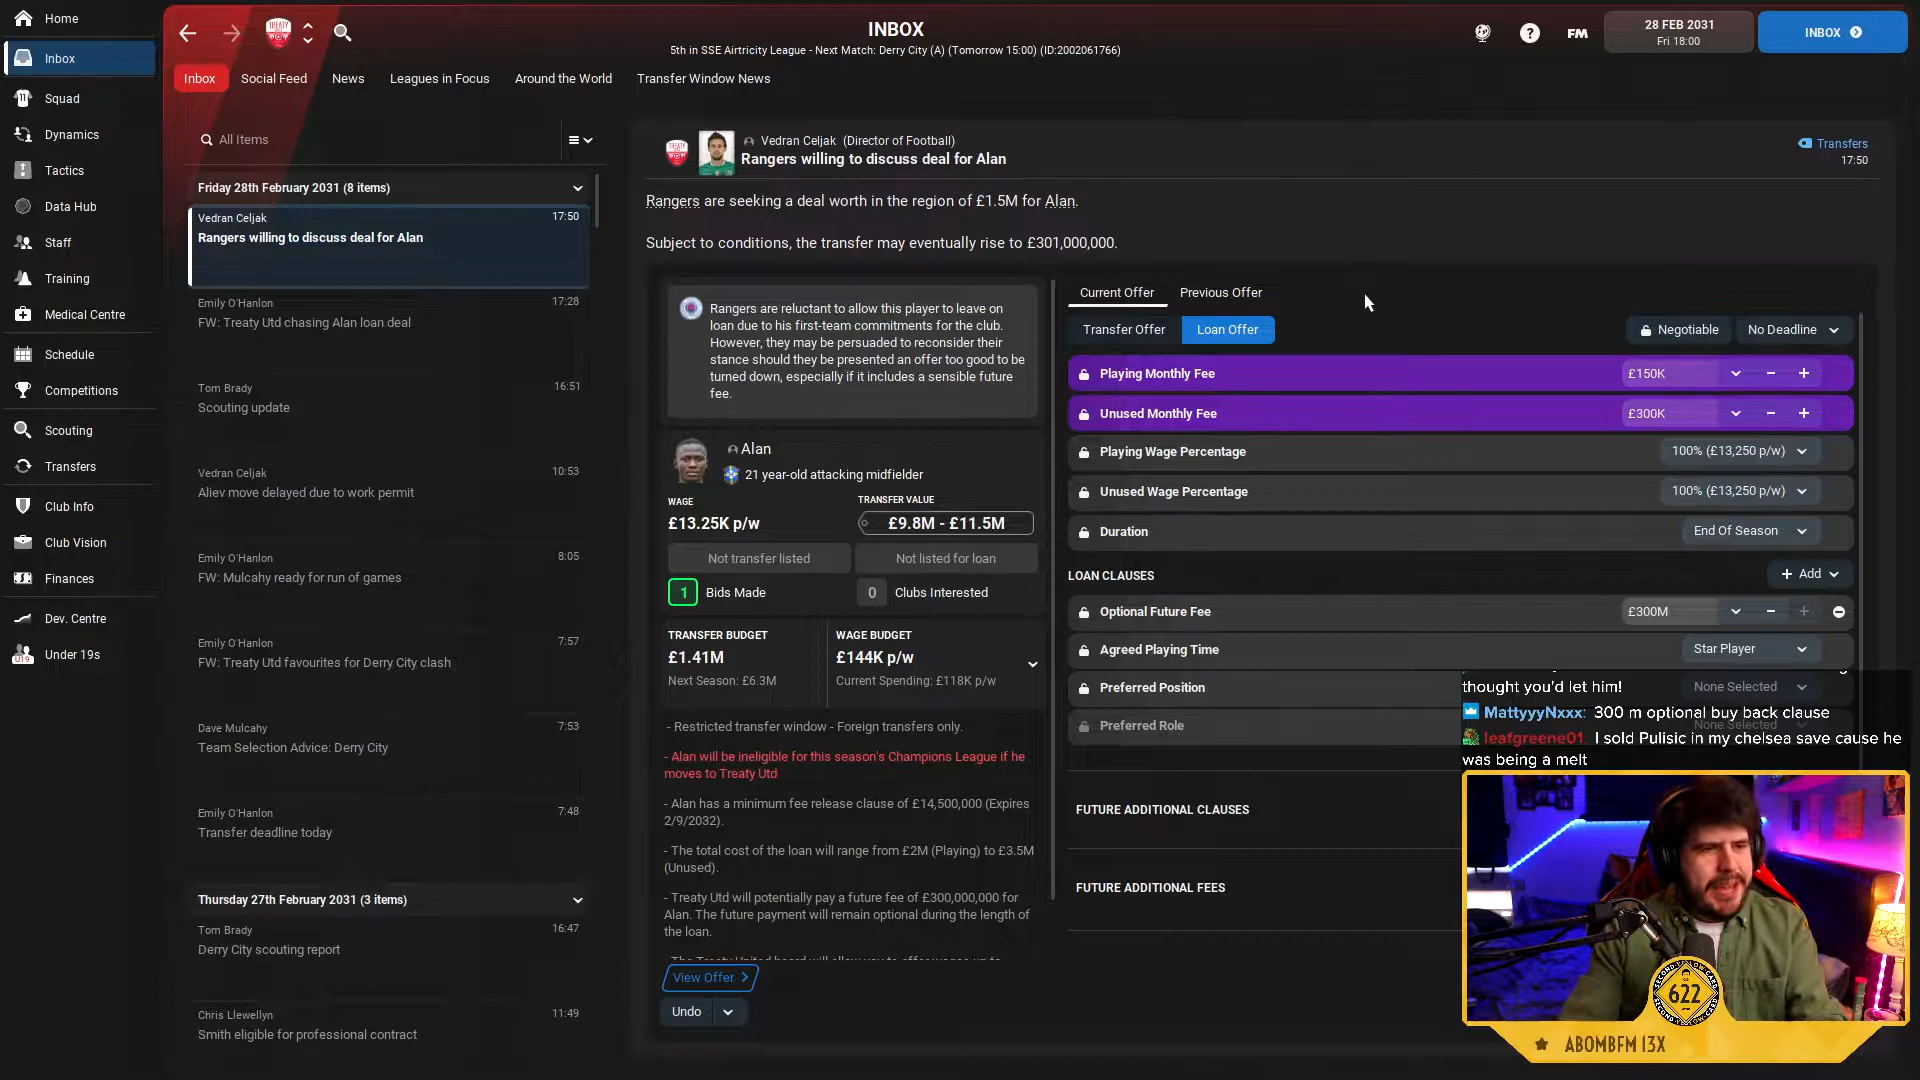 Home
Inbox
Squad
Dynamics
Tactics
Data Hub
Staff
Training
Medical Centre
Schedule
Competitions
Scouting
Transfers
Club Info
Club Vision
Finances
Dev. Centre
Under 19s
TREATY
INBOX
5th in SSE Airtricity League - Next Match: Derry City (A) (Tomorrow 15:00) (ID:2002061766)
FM
28 FEB 2031
Fri 18:00
INBOX
Inbox
Social Feed
News
Leagues in Focus
Around the World
Transfer Window News
All Items
Friday 28th February 2031 (8 items)
Vedran Celjak 17:50
Rangers willing to discuss deal for Alan
Emily O'Hanlon 17:28
FW: Treaty Utd chasing Alan loan deal
Tom Brady 16:51
Scouting update
Vedran Celjak 10:53
Aliev move delayed due to work permit
Emily O'Hanlon 8:05
FW: Mulcahy ready for run of games
Emily O'Hanlon 7:57
FW: Treaty Utd favourites for Derry City clash
Dave Mulcahy 7:53
Team Selection Advice: Derry City
Emily O'Hanlon 7:48
Transfer deadline today
Thursday 27th February 2031 (3 items)
Tom Brady 16:47
Derry City scouting report
Chris Llewellyn 11:49
Smith eligible for professional contract
Vedran Celjak (Director of Football)
Rangers willing to discuss deal for Alan
Transfers
17:50
Rangers are seeking a deal worth in the region of £1.5M for Alan.
Subject to conditions, the transfer may eventually rise to £301,000,000.
Rangers are reluctant to allow this player to leave on
loan due to his first-team commitments for the club.
However, they may be persuaded to reconsider their
stance should they be presented an offer too good to be
turned down, especially if it includes a sensible future
fee.
Alan
21 year-old attacking midfielder
WAGE
£13.25K p/w
TRANSFER VALUE
£9.8M - £11.5M
Not transfer listed
Not listed for loan
1 Bids Made
0 Clubs Interested
TRANSFER BUDGET
£1.41M
Next Season: £6.3M
WAGE BUDGET
£144K p/w
Current Spending: £118K p/w
- Restricted transfer window - Foreign transfers only.
- Alan will be ineligible for this season's Champions League if he
moves to Treaty Utd
- Alan has a minimum fee release clause of £14,500,000 (Expires
2/9/2032).
- The total cost of the loan will range from £2M (Playing) to £3.5M
(Unused).
- Treaty Utd will potentially pay a future fee of £300,000,000 for
Alan. The future payment will remain optional during the length of
the loan.
- The Treaty United board will allow you to offer wages up to
View Offer
Undo
Current Offer
Previous Offer
Transfer Offer
Loan Offer
Negotiable
No Deadline
Playing Monthly Fee £150K
Unused Monthly Fee £300K
Playing Wage Percentage 100% (£13,250 p/w)
Unused Wage Percentage 100% (£13,250 p/w)
Duration End Of Season
LOAN CLAUSES
Add
Optional Future Fee £300M
Agreed Playing Time Star Player
Preferred Position None Selected
Preferred Role None Selected
FUTURE ADDITIONAL CLAUSES
FUTURE ADDITIONAL FEES
thought you'd let him!
MattyyyNxxx: 300 m optional buy back clause
leafgreene01: I sold Pulisic in my chelsea save cause he
was being a melt
SECOND YELLOW CARD
622
ABOMBFM 13X